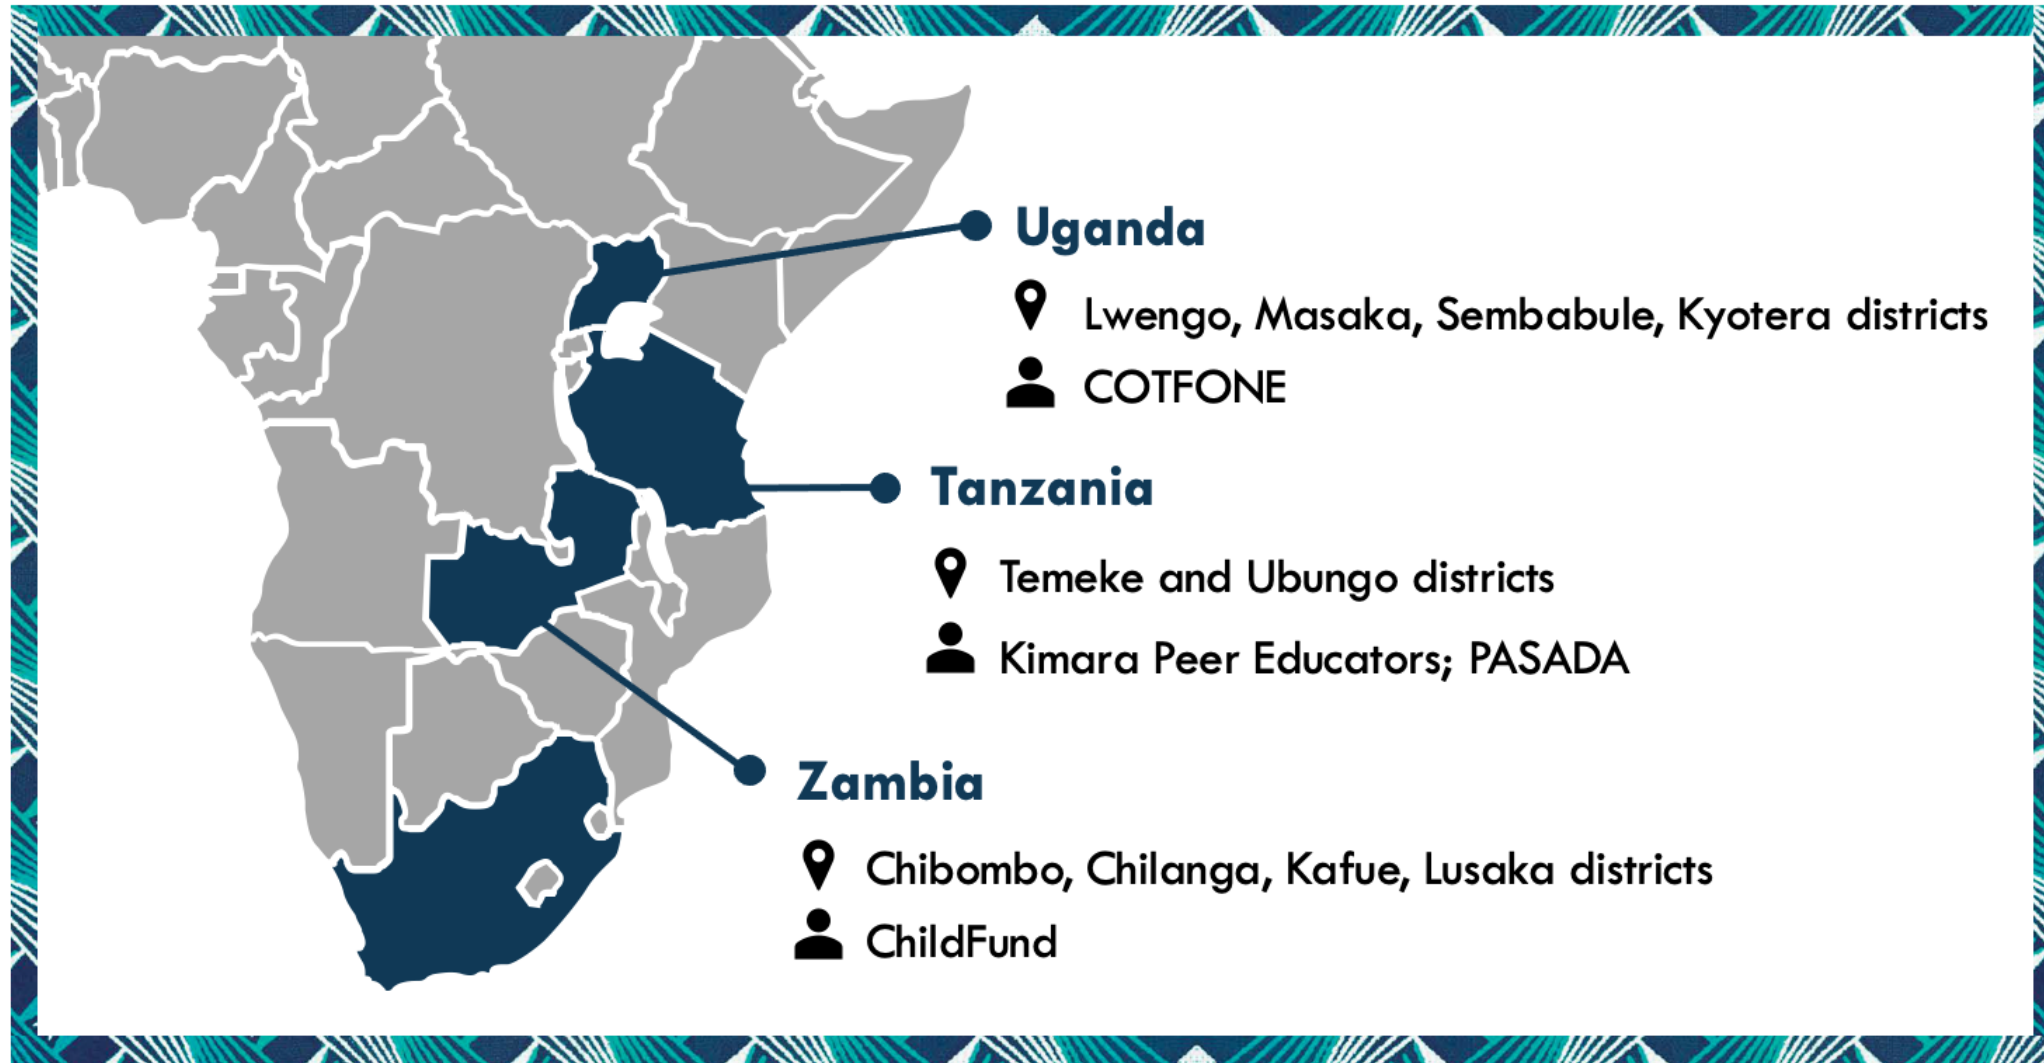 Uganda
Lwengo, Masaka, Sembabule, Kyotera districts
COTFONE
Tanzania
Temeke and Ubungo districts
Kimara Peer Educators; PASADA
Zambia
Chibombo, Chilanga, Kafue, Lusaka districts
ChildFund